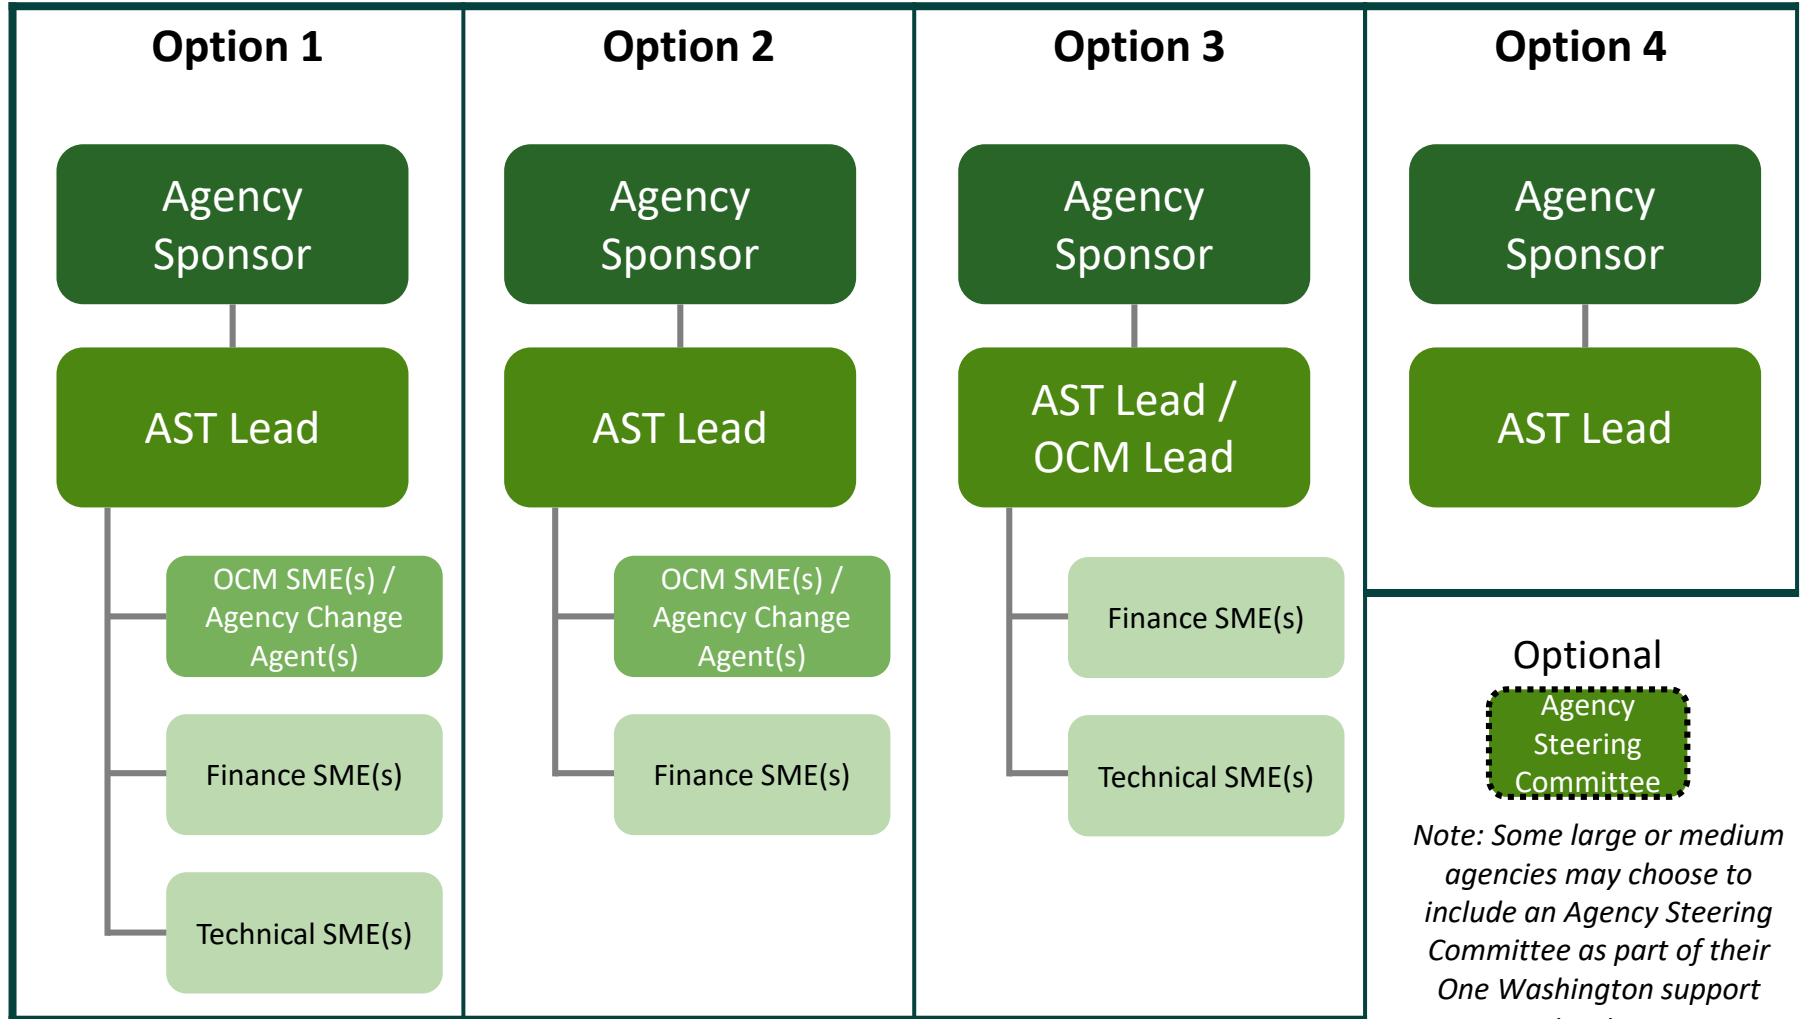 Option 1
Agency
Sponsor
AST Lead
OCM SME(s) /
Agency Change
Agent(s)
Finance SME(s)
Technical SME(s)
Option 2
Agency
Sponsor
AST Lead
OCM SME(s) /
Agency Change
Agent(s)
Finance SME(s)
Option 3
Agency
Sponsor
AST Lead /
OCM Lead
Finance SME(s)
Technical SME(s)
Option 4
Agency
Sponsor
AST Lead
Optional
Agency
Steering
Committee
Note: Some large or medium
agencies may choose to
include an Agency Steering
Committee as part of their
One Washington support